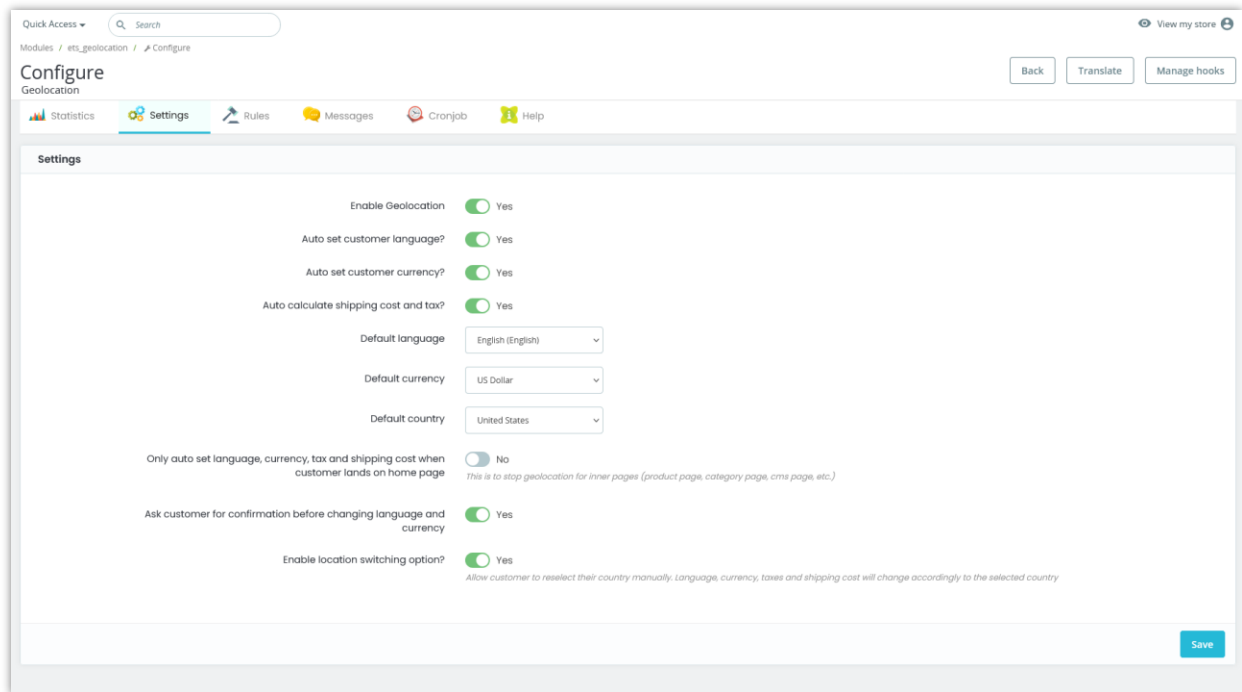 Quick Access
Search
View my store
Modules / ets_geolocation / Configure
Configure
Geolocation
Back
Translate
Manage hooks
Statistics
Settings
Rules
Messages
Cronjob
Help
Settings
Enable Geolocation
Yes
Auto set customer language?
Yes
Auto set customer currency?
Yes
Auto calculate shipping cost and tax?
Yes
Default language
English (English)
Default currency
US Dollar
Default country
United States
Only auto set language, currency, tax and shipping cost when
customer lands on home page
No
This is to stop geolocation for inner pages (product page, category page, cms page, etc.)
Ask customer for confirmation before changing language and
currency
Yes
Enable location switching option?
Yes
Allow customer to reselect their country manually. Language, currency, taxes and shipping cost will change accordingly to the selected country
Save